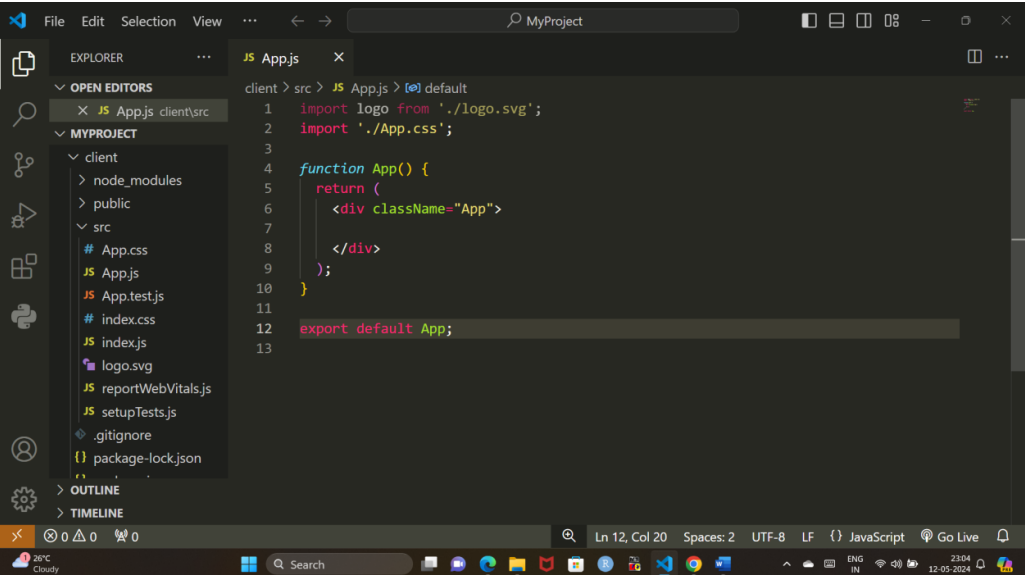 File Edit Selection View ··· MyProject
EXPLORER ···
OPEN EDITORS
JS App.js client\src
MYPROJECT
client
node_modules
public
src
# App.css
JS App.js
JS App.test.js
# index.css
JS index.js
logo.svg
JS reportWebVitals.js
JS setupTests.js
.gitignore
{} package-lock.json
OUTLINE
TIMELINE
JS App.js
client > src > JS App.js > default
1 import logo from './logo.svg';
2 import './App.css';
3
4 function App() {
5 return (
6 <div className="App">
7
8 </div>
9 );
10 }
11
12 export default App;
13
0 0 0 Ln 12, Col 20 Spaces: 2 UTF-8 LF {} JavaScript Go Live
1 26°C
Cloudy
Search
ENG
IN
23:04
12-05-2024